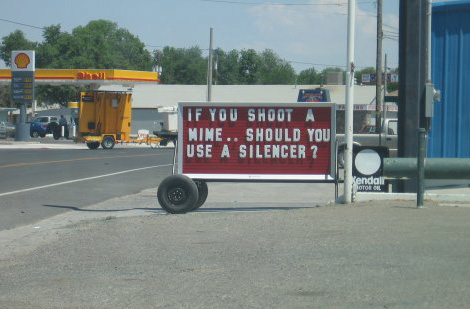 Shell
IF YOU SHOOT A
MIME.. SHOULD YOU
USE A SILENCER?
Kendall
MOTOR OIL